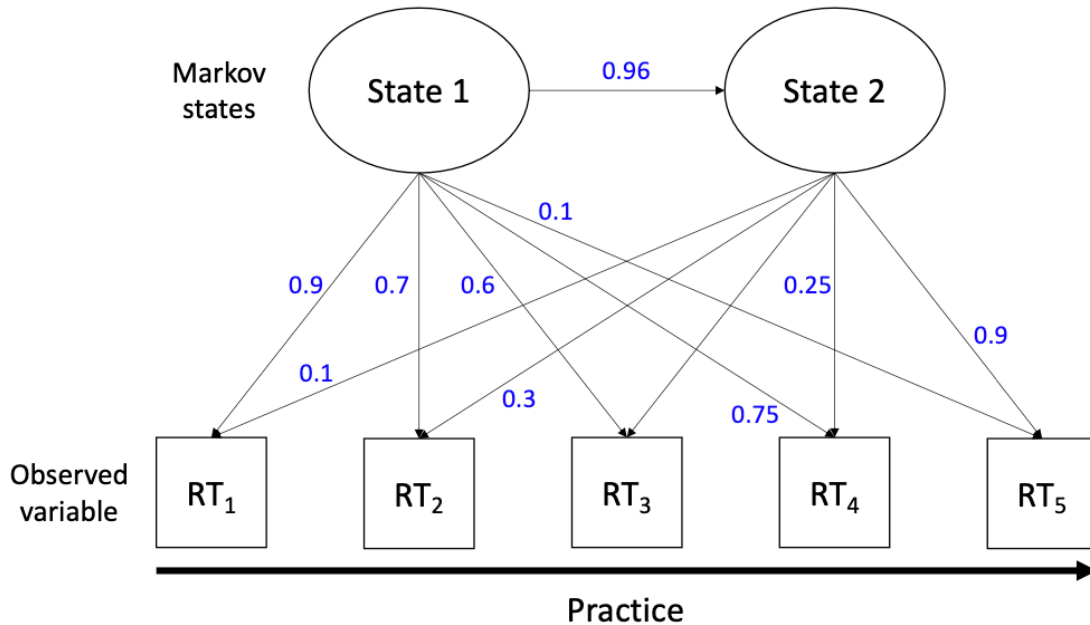 Markov
states
State 1
0.96
State 2
0.1
0.9
0.7
0.6
0.25
0.9
0.1
0.3
0.75
Observed
variable
RT₁
RT₂
RT₃
RT₄
RT₅
Practice